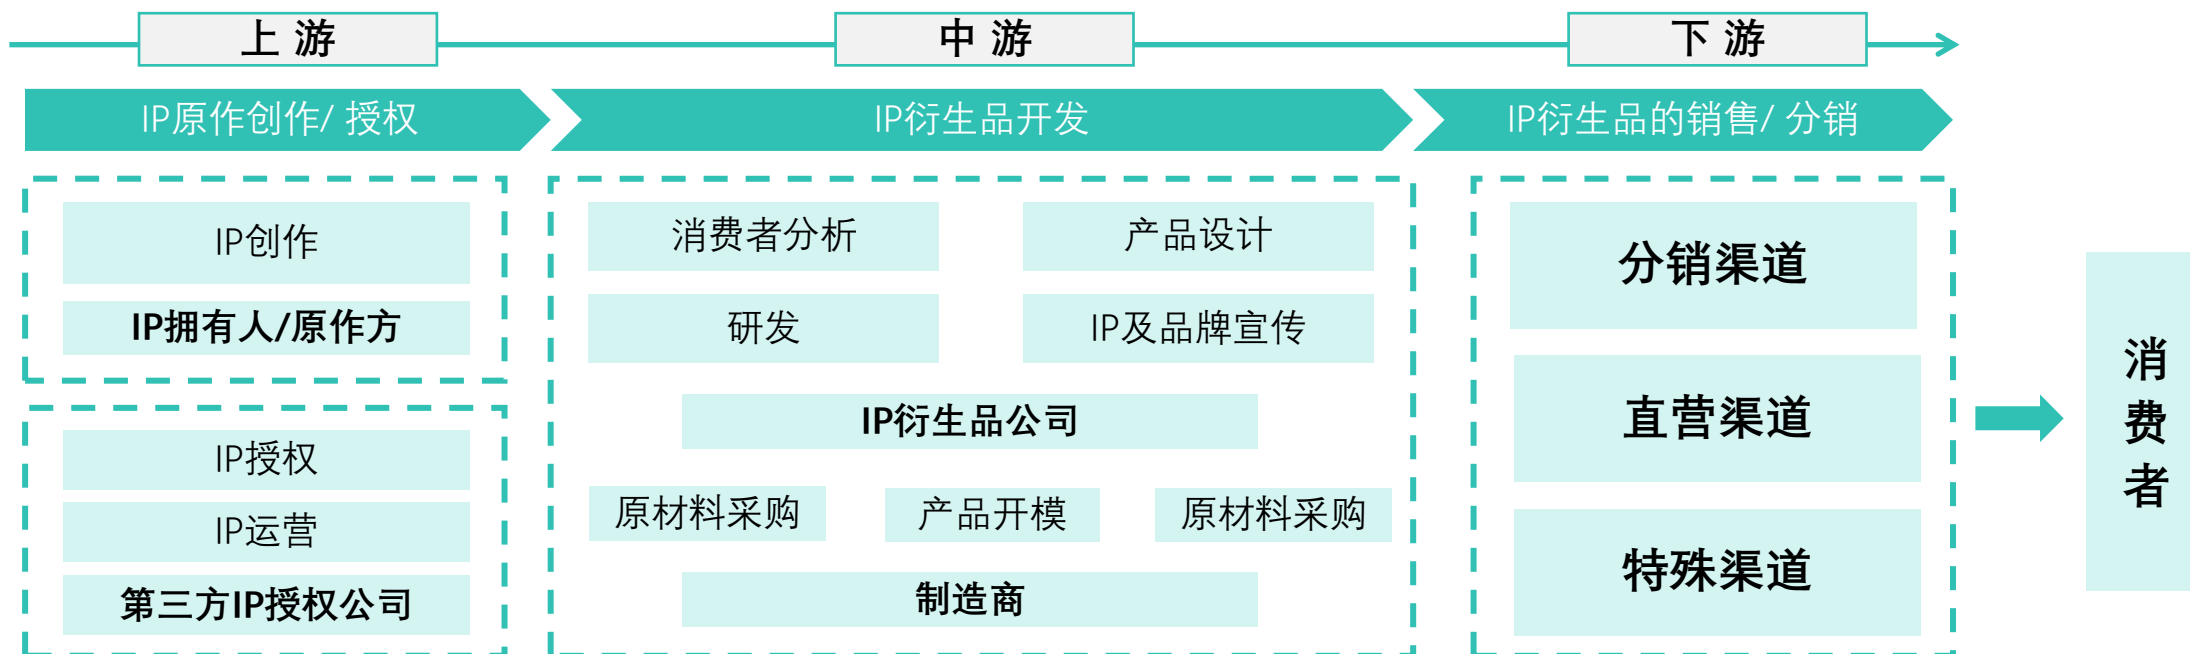 上 游
中 游
下 游
IP原作创作/ 授权
IP衍生品开发
IP衍生品的销售/ 分销
IP创作
IP拥有人/原作方
IP授权
IP运营
第三方IP授权公司
消费者分析
产品设计
研发
IP及品牌宣传
IP衍生品公司
原材料采购
产品开模
原材料采购
制造商
分销渠道
直营渠道
特殊渠道
消
费
者